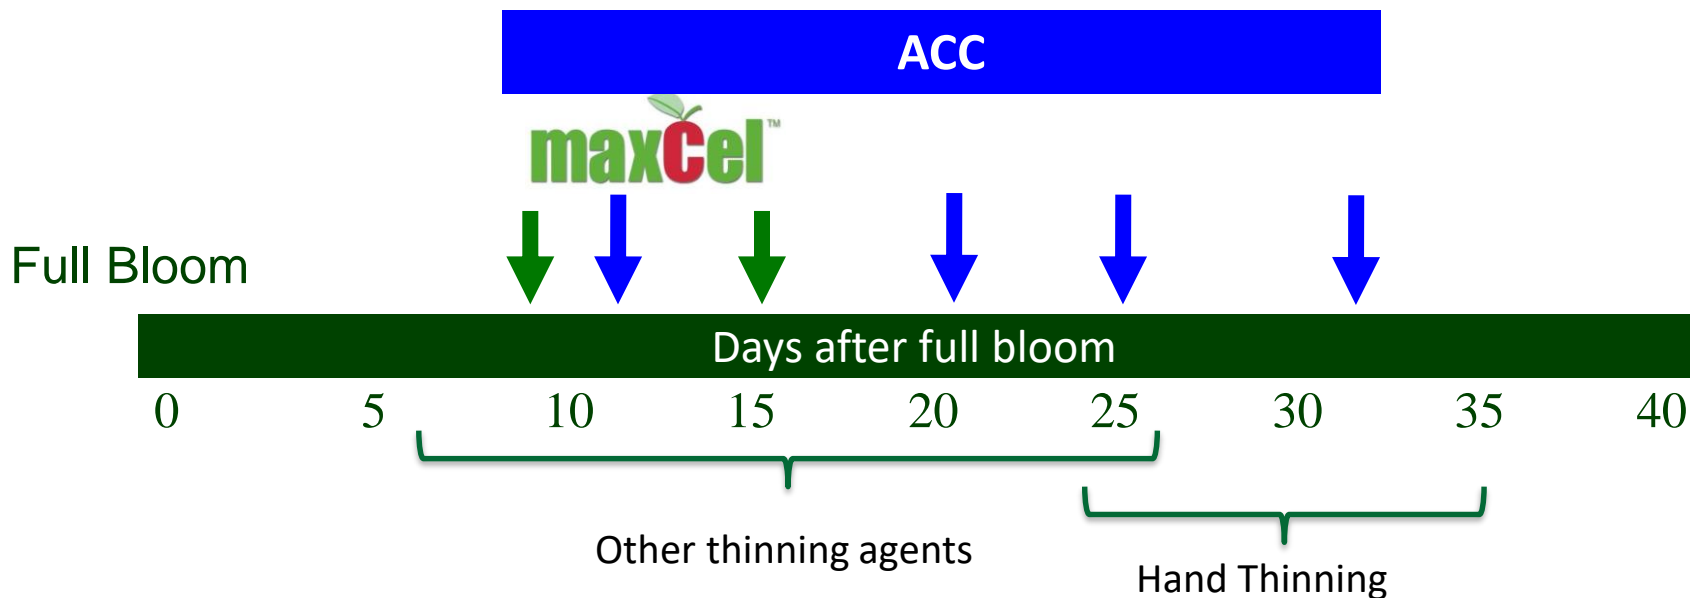 ACC
maxCel™
Full Bloom
Days after full bloom
0 5 10 15 20 25 30 35 40
Other thinning agents
Hand Thinning